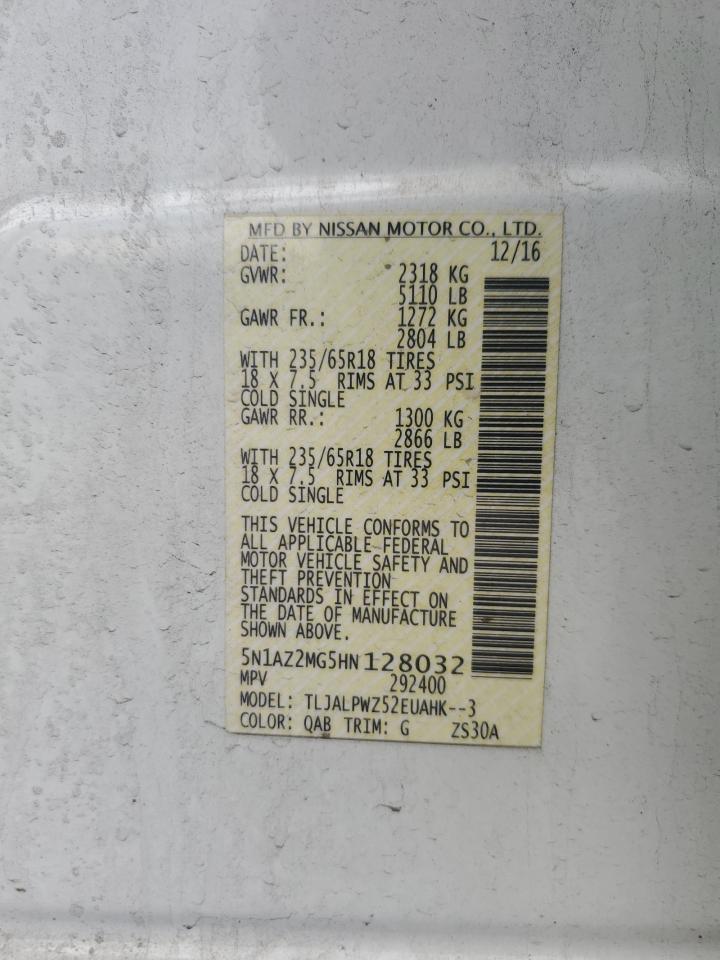 MFD BY NISSAN MOTOR CO., LTD.
DATE: 12/16
GVWR: 2318 KG
5110 LB
GAWR FR.: 1272 KG
2804 LB
WITH 235/65R18 TIRES
18 X 7.5 RIMS AT 33 PSI
COLD SINGLE
GAWR RR.: 1300 KG
2866 LB
WITH 235/65R18 TIRES
18 X 7.5 RIMS AT 33 PSI
COLD SINGLE
THIS VEHICLE CONFORMS TO
ALL APPLICABLE FEDERAL
MOTOR VEHICLE SAFETY AND
THEFT PREVENTION
STANDARDS IN EFFECT ON
THE DATE OF MANUFACTURE
SHOWN ABOVE.
5N1AZ2MG5HN128032
MPV 292400
MODEL: TLJALPWZ52EUAHK--3
COLOR: QAB TRIM: G ZS30A